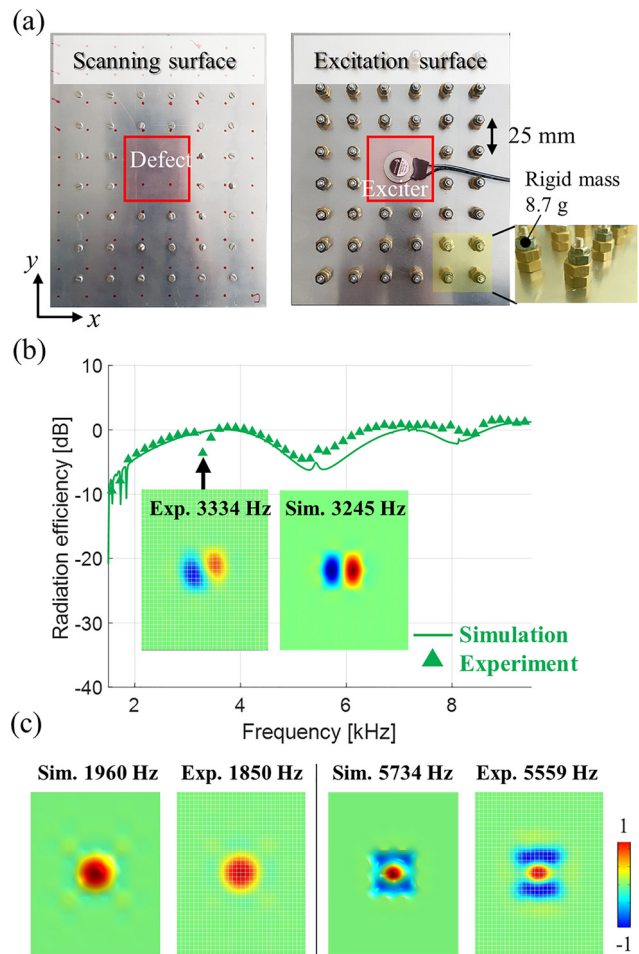 (a)
Scanning surface
Excitation surface
Defect
Exciter
25 mm
Rigid mass
8.7 g
y
x
(b)
10
0
-10
-20
-30
-40
Radiation efficiency [dB]
Exp. 3334 Hz
Sim. 3245 Hz
Simulation
Experiment
2
4
6
8
Frequency [kHz]
(c)
Sim. 1960 Hz
Exp. 1850 Hz
Sim. 5734 Hz
Exp. 5559 Hz
1
-1